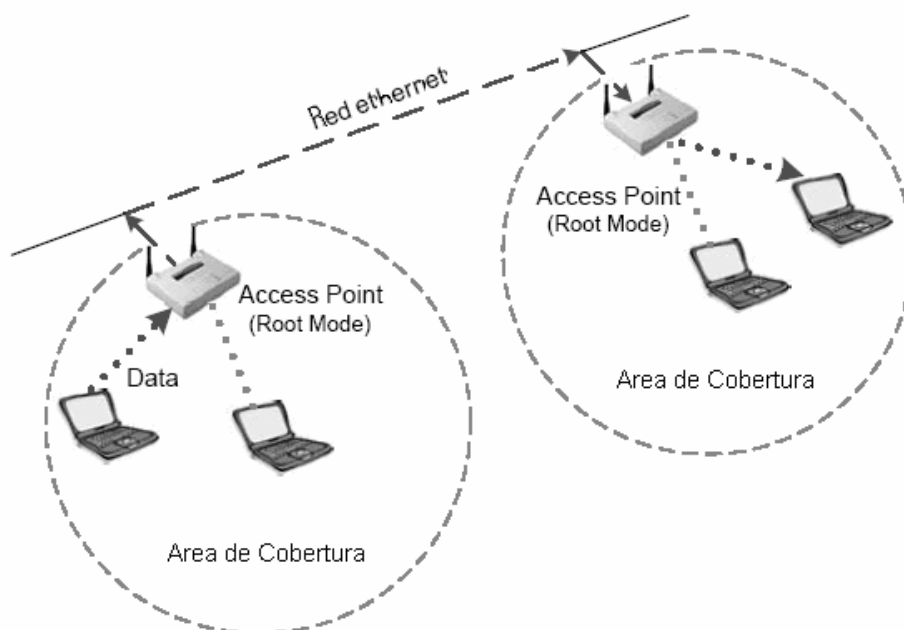 Red ethernet
Access Point
(Root Mode)
Access Point
(Root Mode)
Data
Area de Cobertura
Area de Cobertura